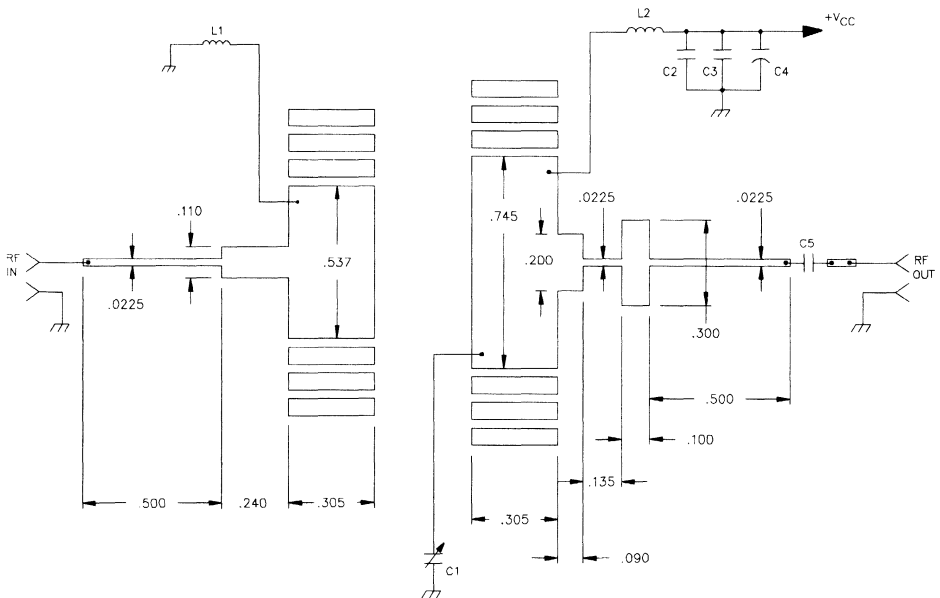 L1
L2
+VCC
C2
C3
C4
.110
.0225
.0225
.745
.537
.200
C5
RF
IN
RF
OUT
.0225
.300
.500
.100
.135
.500
.240
.305
.305
.090
C1